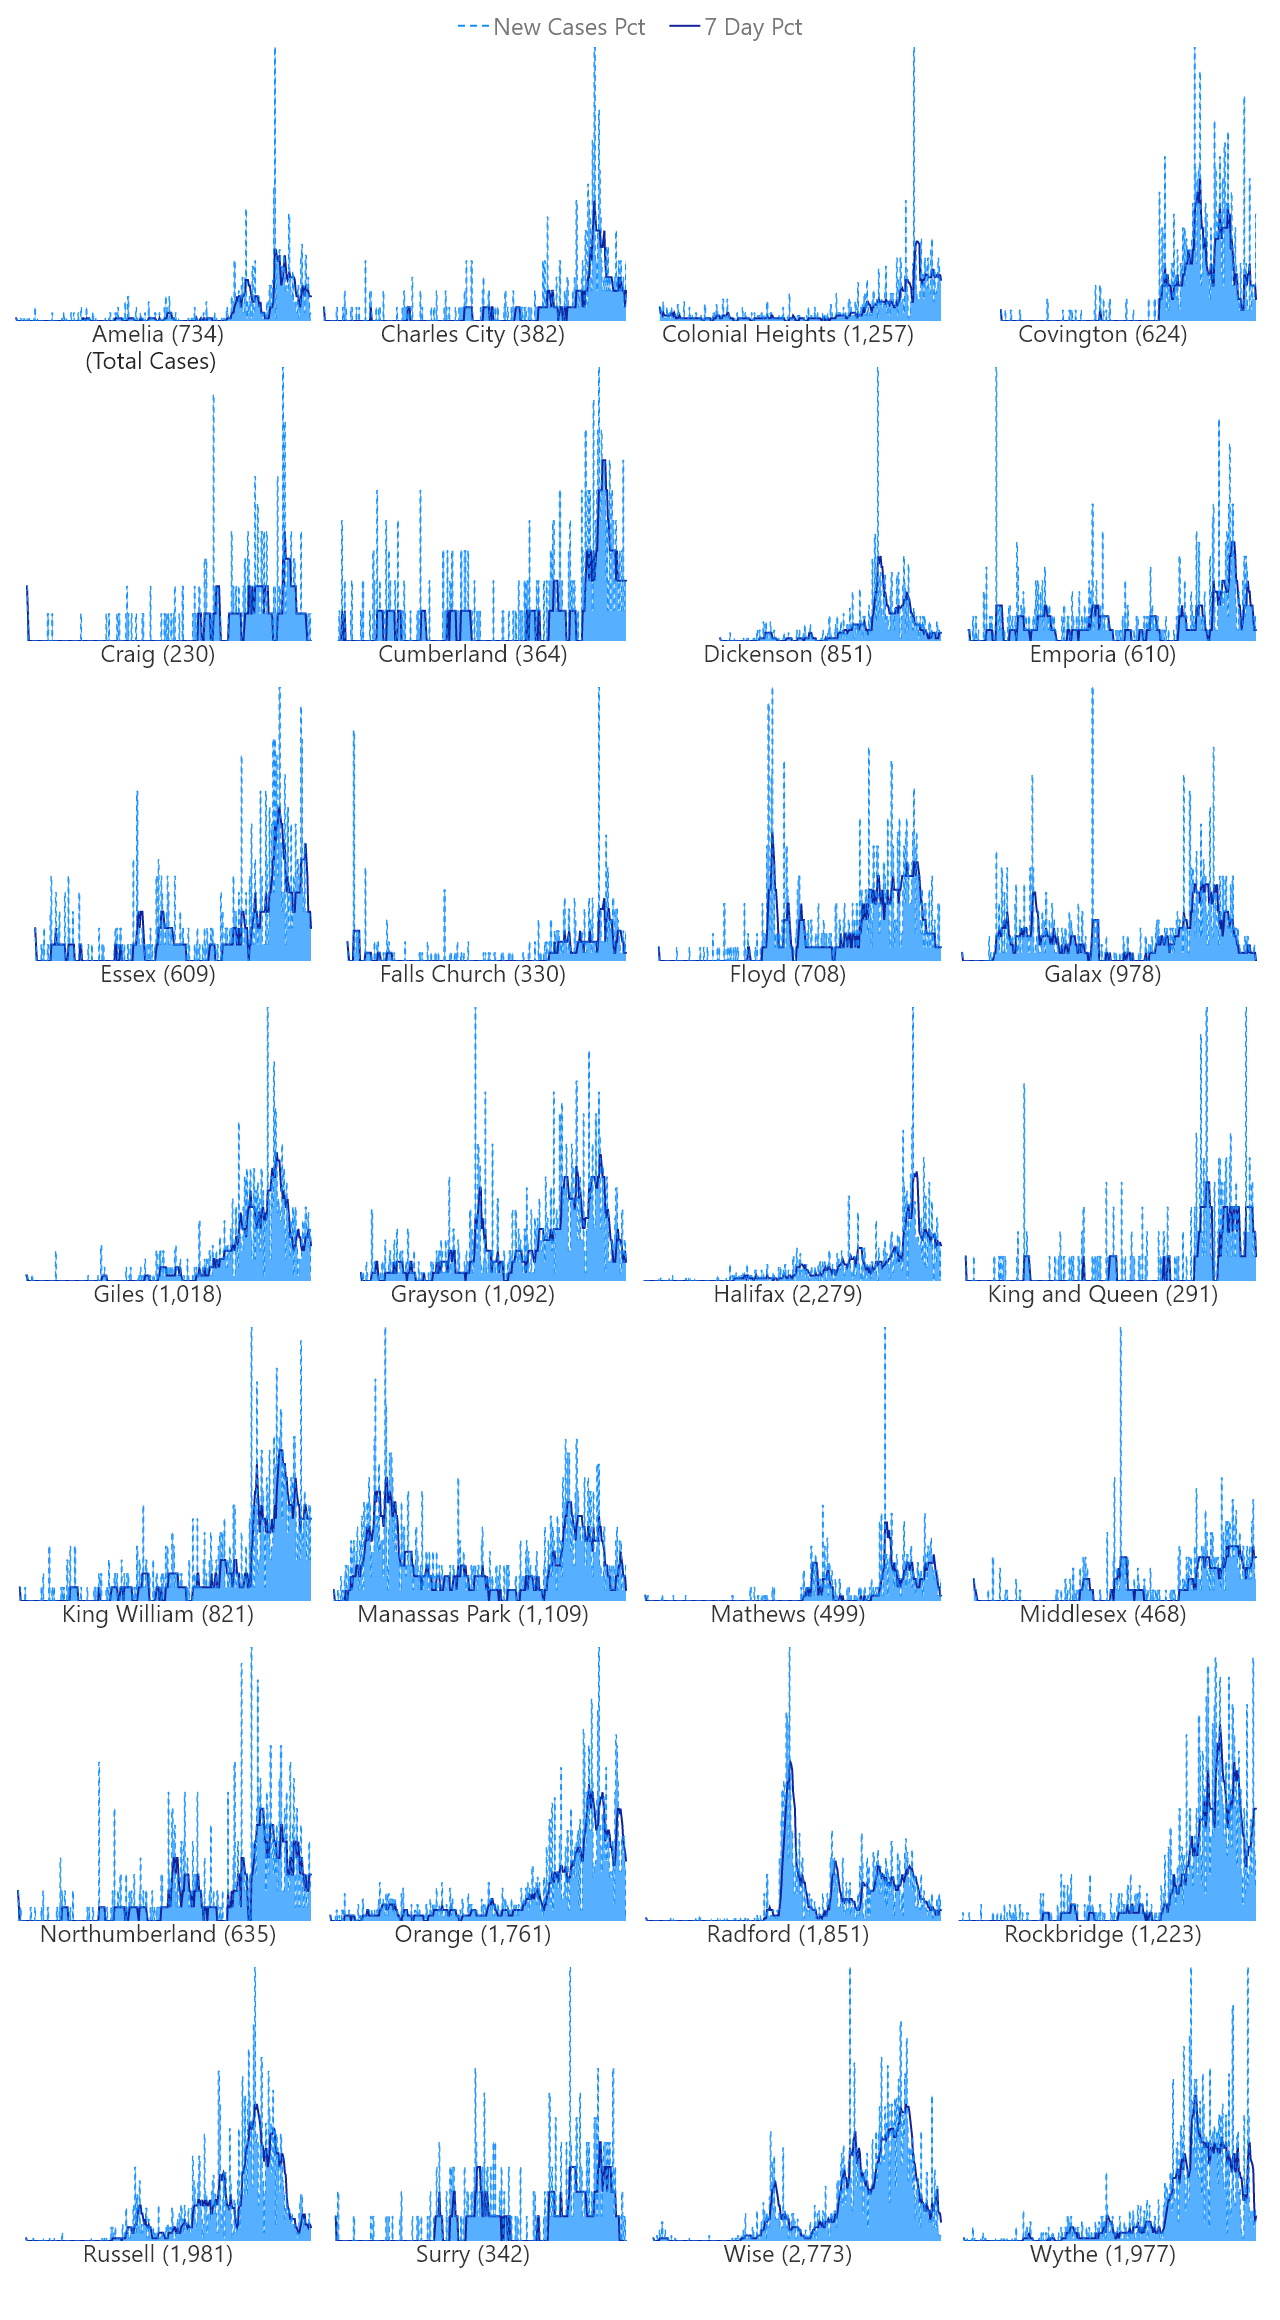 New Cases Pct 7 Day Pct
Amelia (734) Charles City (382) Colonial Heights (1,257) Covington (624)
(Total Cases)
Craig (230) Cumberland (364) Dickenson (851) Emporia (610)
Essex (609) Falls Church (330) Floyd (708) Galax (978)
Giles (1,018) Grayson (1,092) Halifax (2,279) King and Queen (291)
King William (821) Manassas Park (1,109) Mathews (499) Middlesex (468)
Northumberland (635) Orange (1,761) Radford (1,851) Rockbridge (1,223)
Russell (1,981) Surry (342) Wise (2,773) Wythe (1,977)